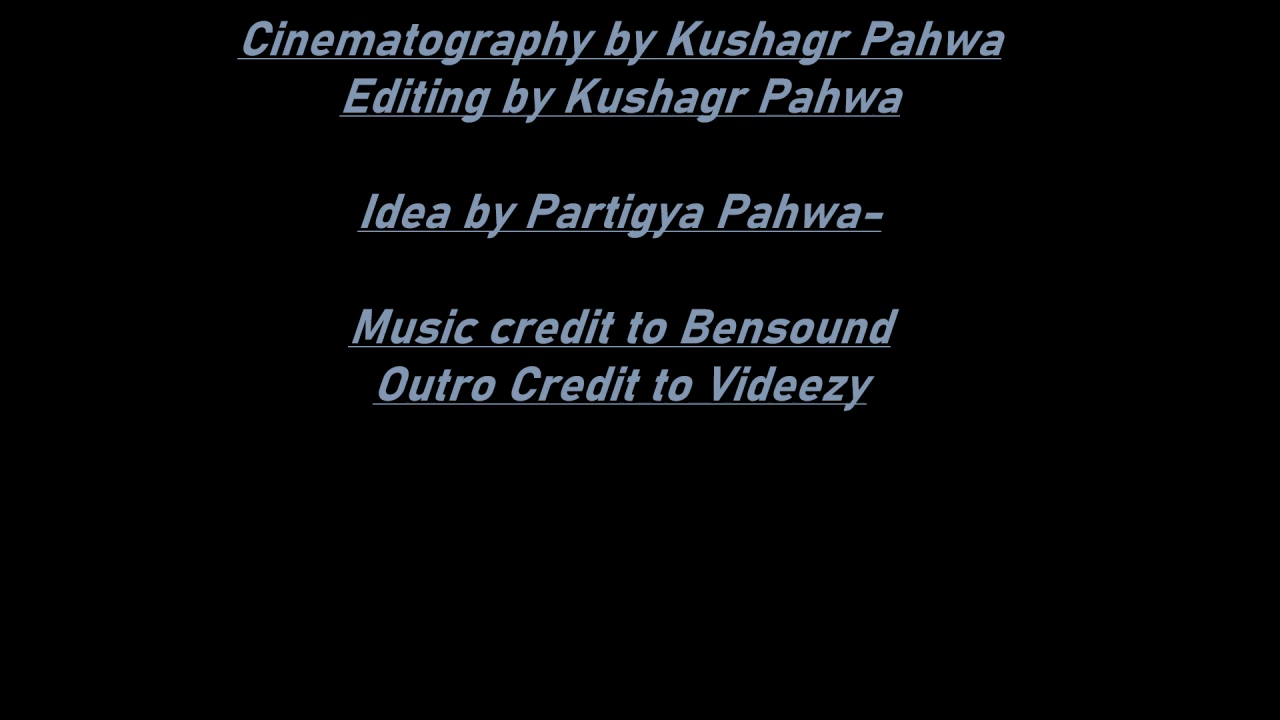 Cinematography by Kushagr Pahwa
Editing by Kushagr Pahwa
Idea by Partigya Pahwa-
Music credit to Bensound
Outro Credit to Videezy